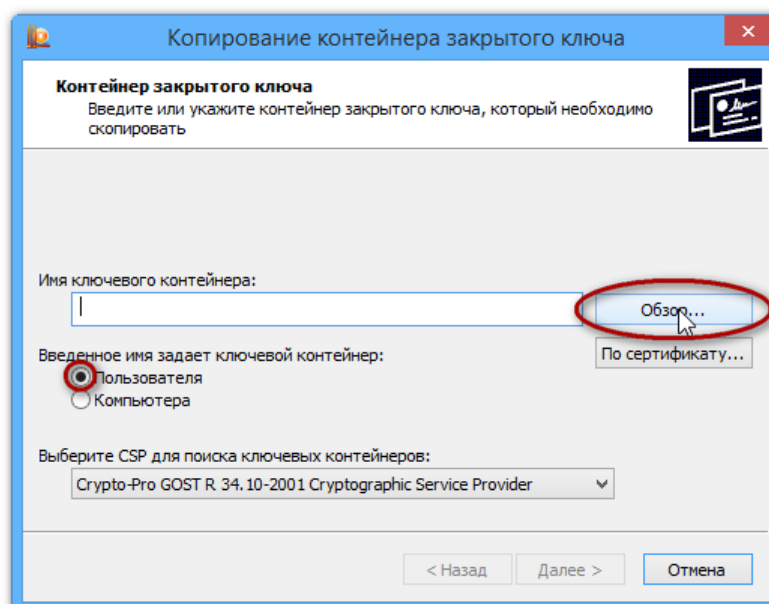 Копирование контейнера закрытого ключа
Контейнер закрытого ключа
Введите или укажите контейнер закрытого ключа, который необходимо
скопировать
Имя ключевого контейнера:
Обзор...
Введенное имя задает ключевой контейнер:
По сертификату...
Пользователя
Компьютера
Выберите CSP для поиска ключевых контейнеров:
Crypto-Pro GOST R 34.10-2001 Cryptographic Service Provider
< Назад
Далее >
Отмена